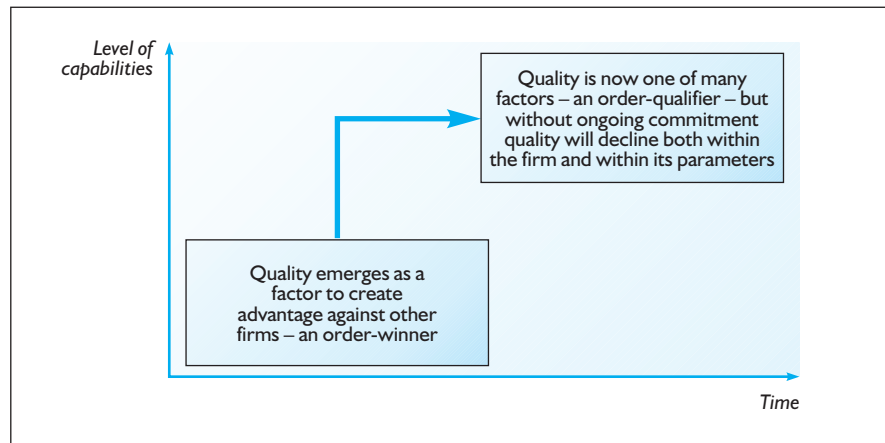 Level of
capabilities
Quality is now one of many
factors – an order-qualifier – but
without ongoing commitment
quality will decline both within
the firm and within its parameters
Quality emerges as a
factor to create
advantage against other
firms – an order-winner
Time